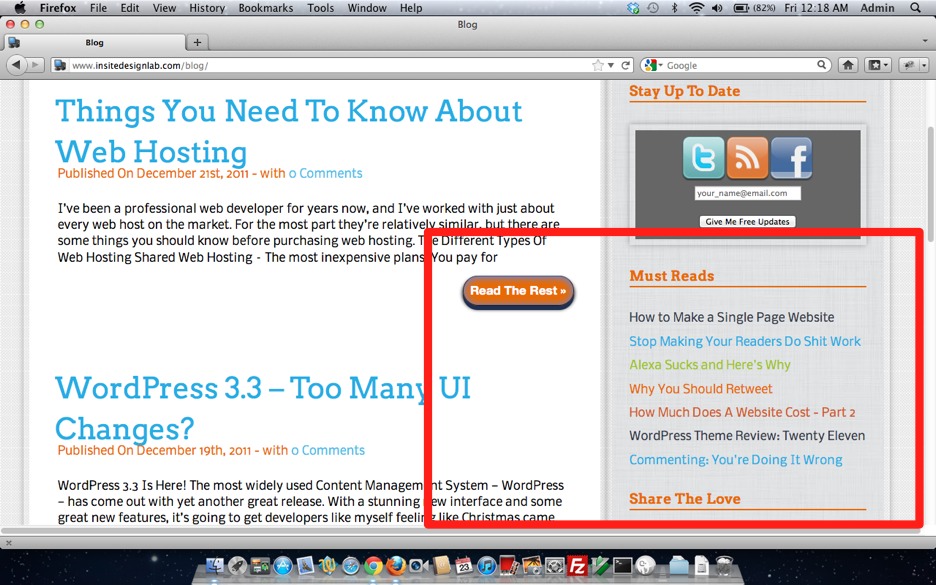 Firefox File Edit View History Bookmarks Tools Window Help (82%) Fri 12:18 AM Admin
Blog
Blog
www.insitedesignlab.com/blog/
Google
Things You Need To Know About
Web Hosting
Published On December 21st, 2011 - with 0 Comments
I've been a professional web developer for years now, and I've worked with just about
every web host on the market. For the most part they're relatively similar, but there are
some things you should know before purchasing web hosting. The Different Types Of
Web Hosting Shared Web Hosting - The most inexpensive plans. You pay for
Read The Rest »
WordPress 3.3 – Too Many UI
Changes?
Published On December 19th, 2011 - with 0 Comments
WordPress 3.3 Is Here! The most widely used Content Management System – WordPress
– has come out with yet another great release. With a stunning new interface and some
great new features, it's going to get developers like myself feeling like Christmas came
Stay Up To Date
your_name@email.com
Give Me Free Updates
Must Reads
How to Make a Single Page Website
Stop Making Your Readers Do Shit Work
Alexa Sucks and Here's Why
Why You Should Retweet
How Much Does A Website Cost - Part 2
WordPress Theme Review: Twenty Eleven
Commenting: You're Doing It Wrong
Share The Love
23